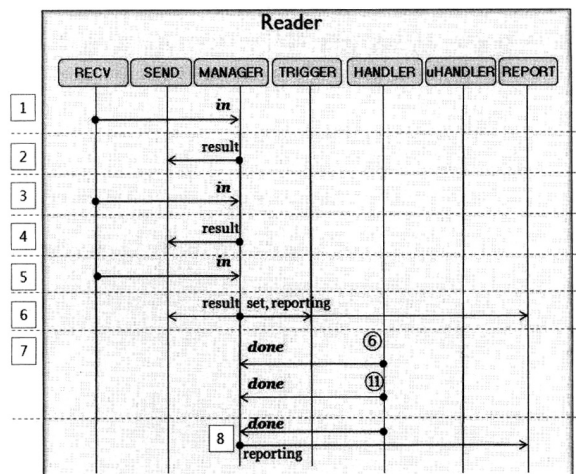 Reader
RECV SEND MANAGER TRIGGER HANDLER uHANDLER REPORT
1 in
2 result
3 in
4 result
5 in
6 result set, reporting
7 done ⑥
done ⑪
done
8 reporting